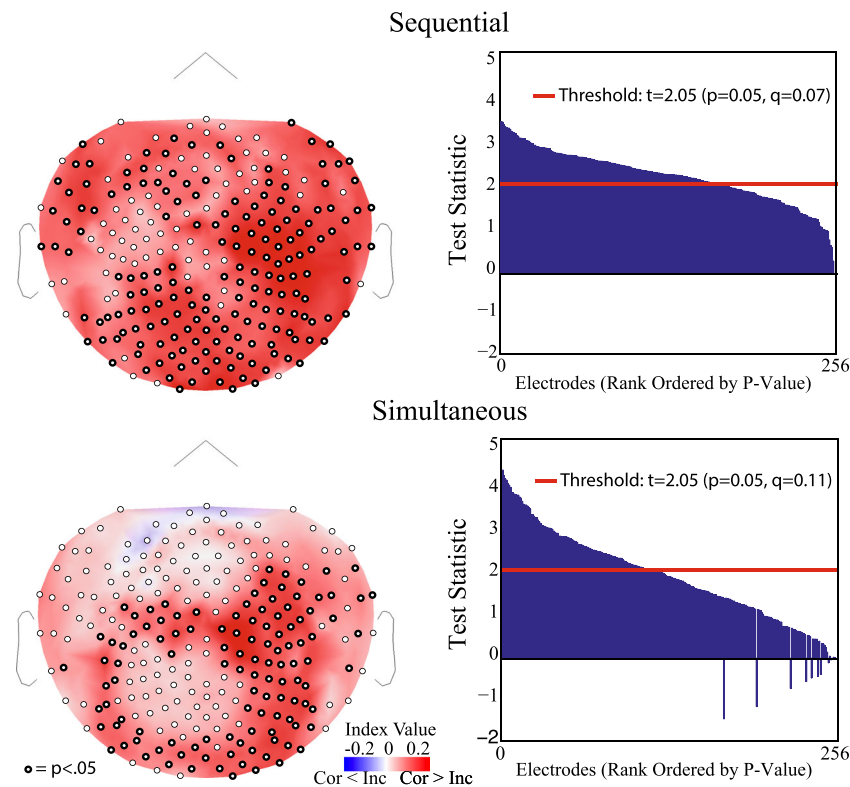 Sequential
5
4
3
2
1
0
−1
−2
Test Statistic
Threshold: t=2.05 (p=0.05, q=0.07)
0
256
Electrodes (Rank Ordered by P-Value)
Simultaneous
5
4
3
2
1
0
−1
−2
Test Statistic
Threshold: t=2.05 (p=0.05, q=0.11)
0
256
Electrodes (Rank Ordered by P-Value)
Index Value
-0.2 0 0.2
Cor < Inc Cor > Inc
= p<.05